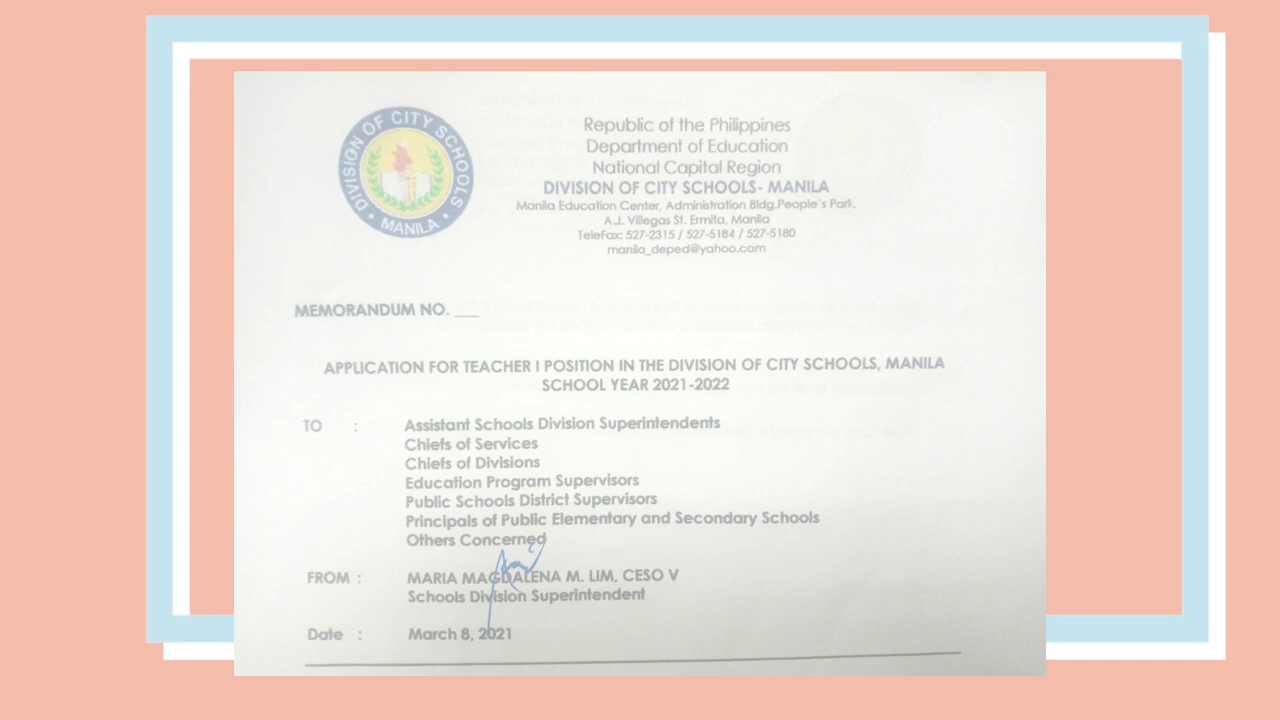 DIVISION OF CITY SCHOOLS
• MANILA •
Republic of the Philippines
Department of Education
National Capital Region
DIVISION OF CITY SCHOOLS- MANILA
Manila Education Center, Administration Bldg.People's Park,
A.J. Villegas St. Ermita, Manila
TeleFax: 527-2315 / 527-5184 / 527-5180
manila_deped@yahoo.com
MEMORANDUM NO. ___
APPLICATION FOR TEACHER I POSITION IN THE DIVISION OF CITY SCHOOLS, MANILA
SCHOOL YEAR 2021-2022
TO : Assistant Schools Division Superintendents
Chiefs of Services
Chiefs of Divisions
Education Program Supervisors
Public Schools District Supervisors
Principals of Public Elementary and Secondary Schools
Others Concerned
FROM : MARIA MAGDALENA M. LIM, CESO V
Schools Division Superintendent
Date : March 8, 2021